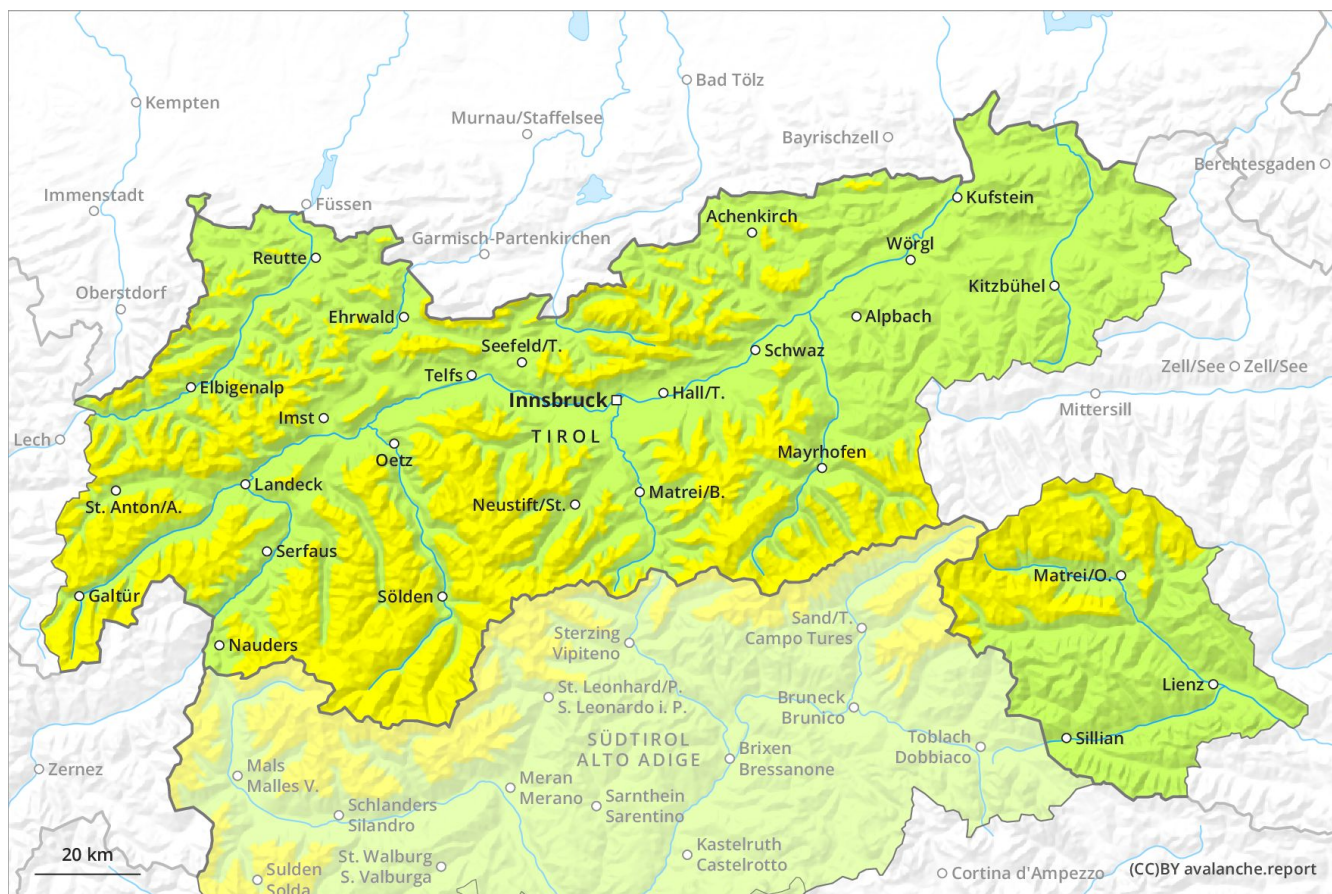 Kempten
Bad Tölz
Murnau/Staffelsee
Bayrischzell
Berchtesgaden
Immenstadt
Füssen
Kufstein
Achenkirch
Garmisch-Partenkirchen
Wörgl
Reutte
Kitzbühel
Oberstdorf
Ehrwald
Alpbach
Seefeld/T.
Schwaz
Zell/See
Zell/See
Telfs
Elbigenalp
Hall/T.
Innsbruck
Mittersill
Imst
Lech
TIROL
Oetz
Mayrhofen
Landeck
Matrei/B.
St. Anton/A.
Neustift/St.
Serfaus
Matrei/O.
Galtür
Sölden
Sand/T.
Campo Tures
Sterzing
Vipiteno
Nauders
Lienz
St. Leonhard/P.
S. Leonardo i. P.
Bruneck
Brunico
SÜDTIROL
ALTO ADIGE
Toblach
Dobbiaco
Sillian
Brixen
Bressanone
Zernez
Mals
Malles V.
Meran
Merano
Sarnthein
Sarentino
Schlanders
Silandro
Kastelruth
Castelrotto
20 km
St. Walburg
S. Valburga
Sulden
Solda
Cortina d'Ampezzo
(CC)BY avalanche.report